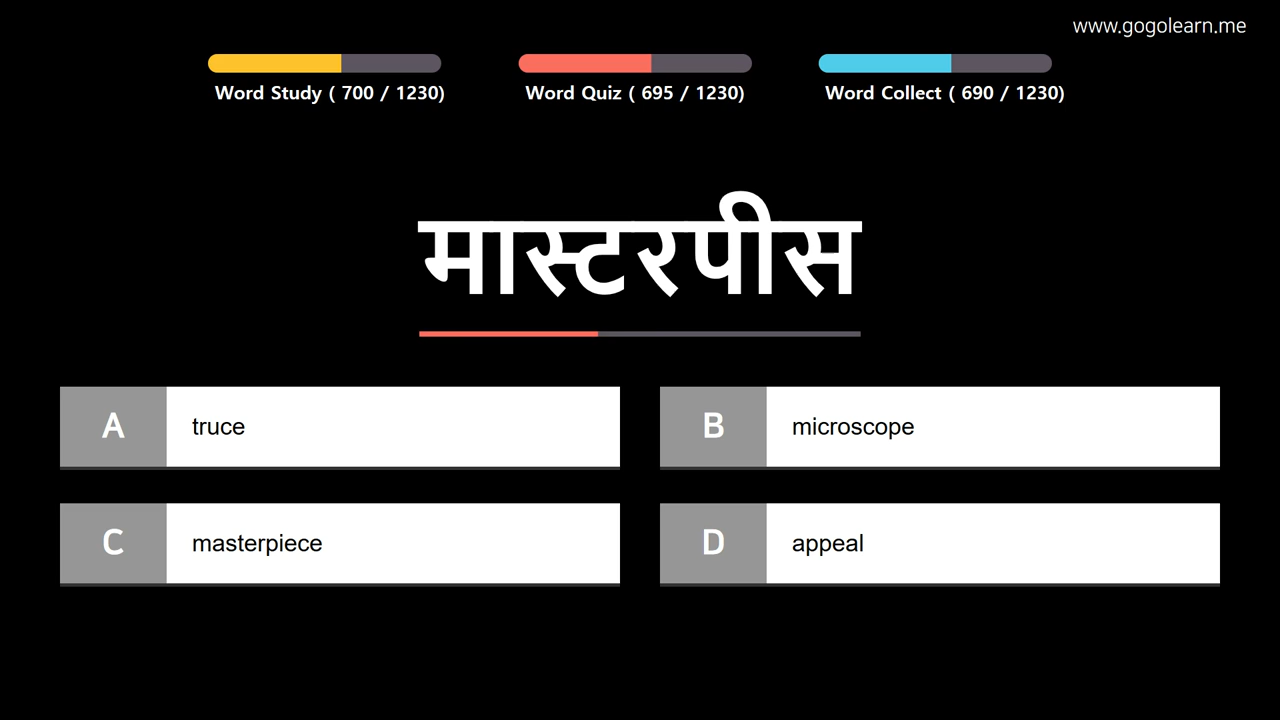 www.gogolearn.me
Word Study ( 700 / 1230)
Word Quiz ( 695 / 1230)
Word Collect ( 690 / 1230)
मास्टरपीस
A truce
B microscope
C masterpiece
D appeal